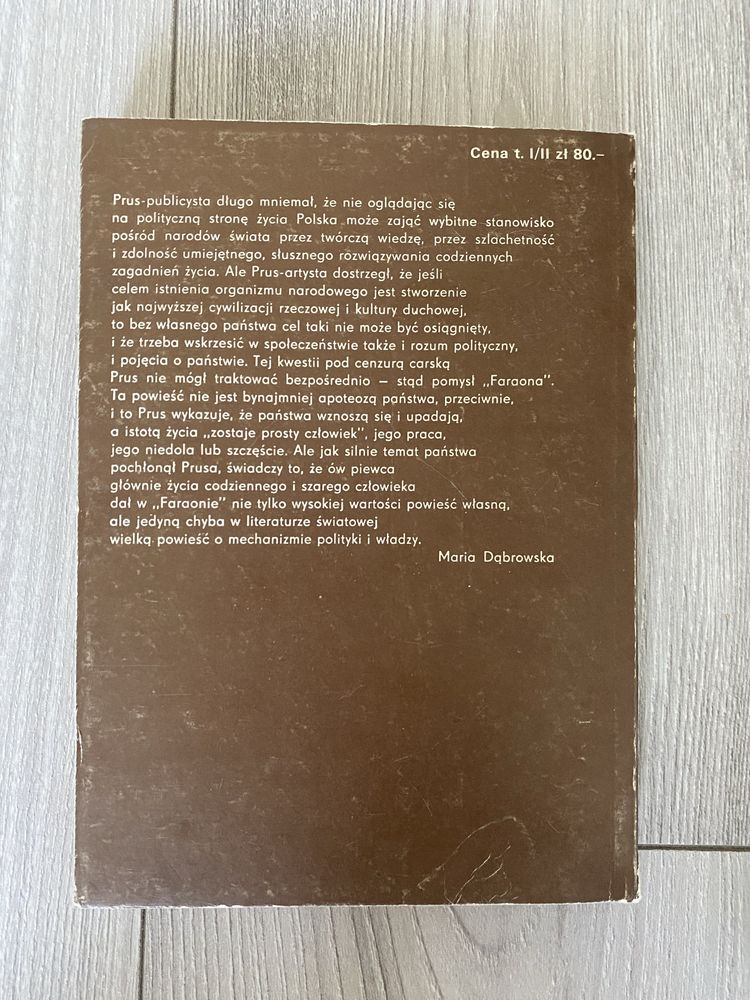 Cena t. I/II zł 80.–
Prus-publicysta długo mniemał, że nie oglądając się
na polityczną stronę życia Polska może zająć wybitne stanowisko
pośród narodów świata przez twórczą wiedzę, przez szlachetność
i zdolność umiejętnego, słusznego rozwiązywania codziennych
zagadnień życia. Ale Prus-artysta dostrzegł, że jeśli
celem istnienia organizmu narodowego jest stworzenie
jak najwyższej cywilizacji rzeczowej i kultury duchowej,
to bez własnego państwa cel taki nie może być osiągnięty,
i że trzeba wskrzesić w społeczeństwie także i rozum polityczny,
i pojęcia o państwie. Tej kwestii pod cenzurą carską
Prus nie mógł traktować bezpośrednio – stąd pomysł „Faraona".
Ta powieść nie jest bynajmniej apoteozą państwa, przeciwnie,
i to Prus wykazuje, że państwa wznoszą się i upadają,
a istotą życia „zostaje prosty człowiek", jego praca,
jego niedola lub szczęście. Ale jak silnie temat państwa
pochłonął Prusa, świadczy to, że ów piewca
głównie życia codziennego i szarego człowieka
dał w „Faraonie" nie tylko wysokiej wartości powieść własną,
ale jedyną chyba w literaturze światowej
wielką powieść o mechanizmie polityki i władzy.
Maria Dąbrowska